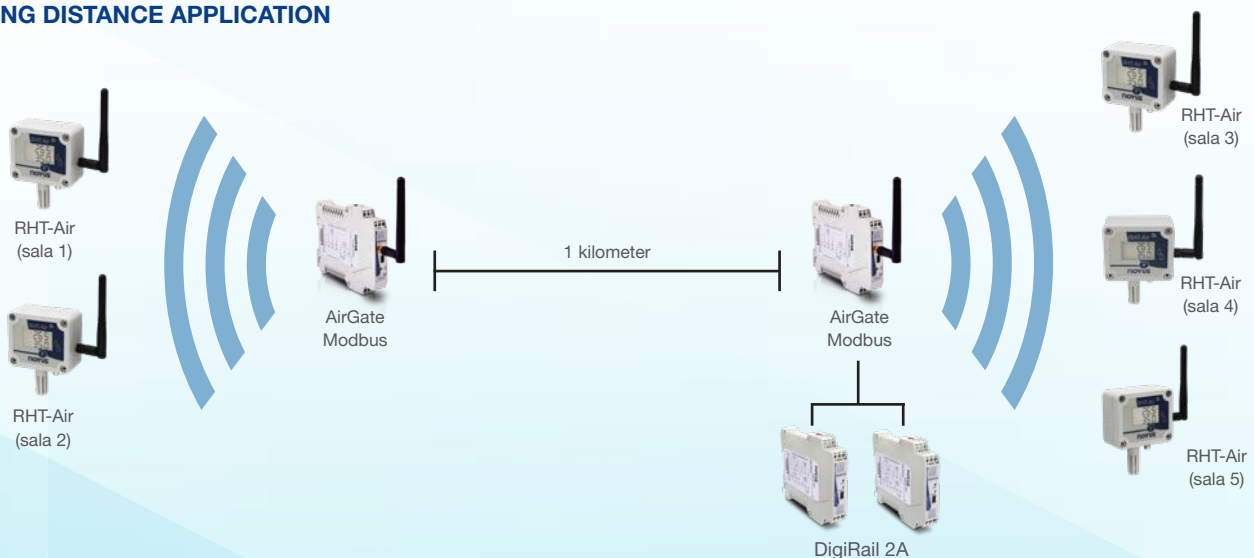 NG DISTANCE APPLICATION
RHT-Air
(sala 1)
RHT-Air
(sala 2)
AirGate
Modbus
1 kilometer
AirGate
Modbus
DigiRail 2A
RHT-Air
(sala 3)
RHT-Air
(sala 4)
RHT-Air
(sala 5)